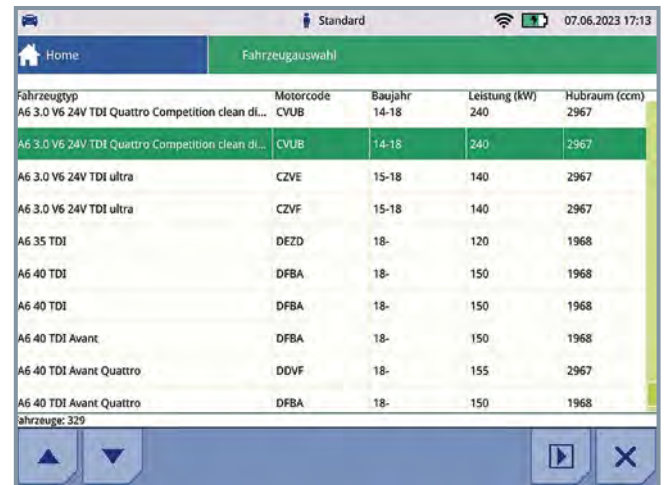 Standard 07.06.2023 17:13
Home Fahrzeugauswahl
Fahrzeugtyp Motorcode Baujahr Leistung (kW) Hubraum (ccm)
A6 3.0 V6 24V TDI Quattro Competition clean di... CVUB 14-18 240 2967
A6 3.0 V6 24V TDI Quattro Competition clean di... CVUB 14-18 240 2967
A6 3.0 V6 24V TDI ultra CZVE 15-18 140 2967
A6 3.0 V6 24V TDI ultra CZVF 15-18 140 2967
A6 35 TDI DEZD 18- 120 1968
A6 40 TDI DFBA 18- 150 1968
A6 40 TDI DFBA 18- 150 1968
A6 40 TDI Avant DFBA 18- 150 1968
A6 40 TDI Avant Quattro DDVF 18- 155 2967
A6 40 TDI Avant Quattro DFBA 18- 150 1968
ahrzeuge: 329